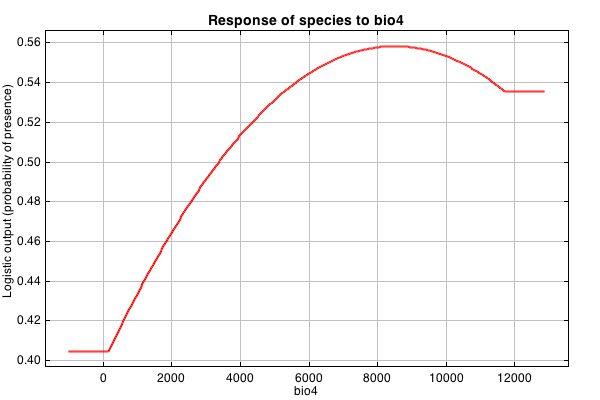 Response of species to bio4
Logistic output (probability of presence)
0.56
0.54
0.52
0.50
0.48
0.46
0.44
0.42
0.40
0 2000 4000 6000 8000 10000 12000
bio4